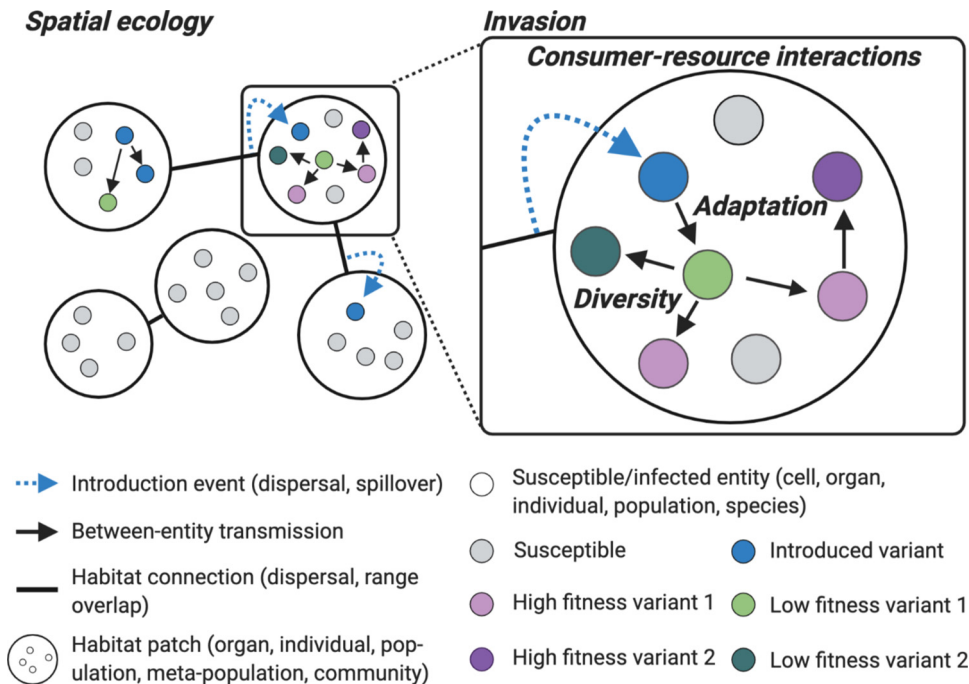 Spatial ecology
Invasion
Consumer-resource interactions
Adaptation
Diversity
Introduction event (dispersal, spillover)
Between-entity transmission
Habitat connection (dispersal, range
overlap)
Habitat patch (organ, individual, pop-
ulation, meta-population, community)
Susceptible/infected entity (cell, organ,
individual, population, species)
Susceptible
Introduced variant
High fitness variant 1
Low fitness variant 1
High fitness variant 2
Low fitness variant 2